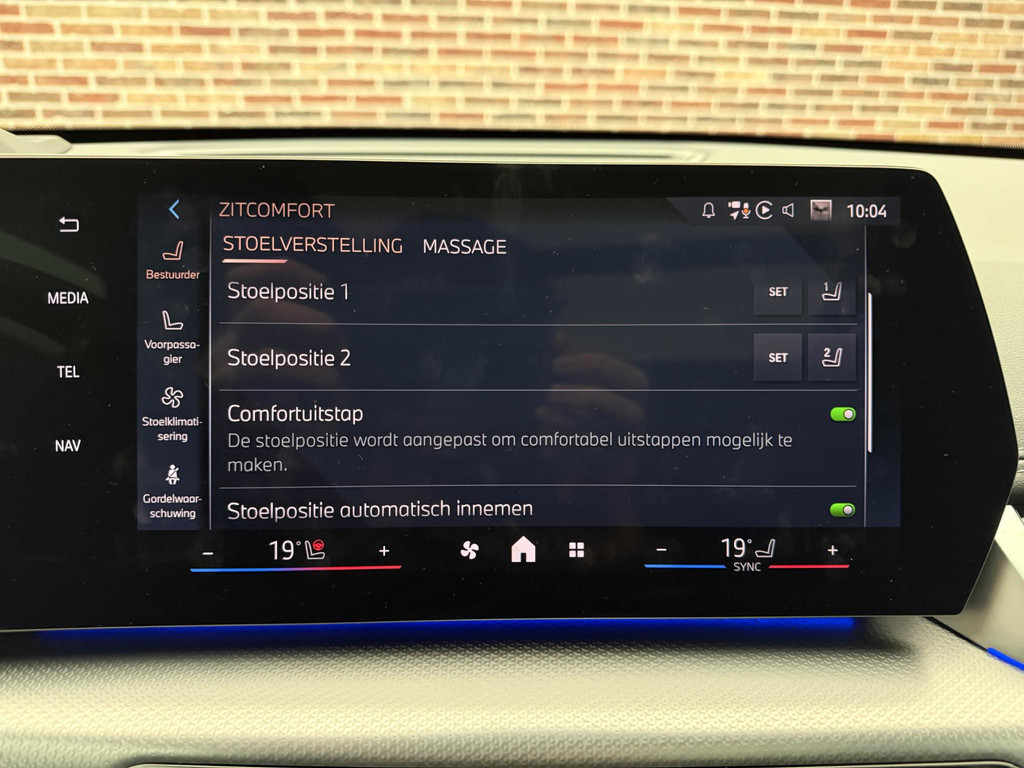 ZITCOMFORT
10:04
STOELVERSTELLING MASSAGE
MEDIA
TEL
NAV
Bestuurder
Voorpassa-
gier
Stoelklimati-
sering
Gordelwaar-
schuwing
Stoelpositie 1
SET
1
Stoelpositie 2
SET
2
Comfortuitstap
De stoelpositie wordt aangepast om comfortabel uitstappen mogelijk te
maken.
Stoelpositie automatisch innemen
− 19° +
− 19° +
SYNC